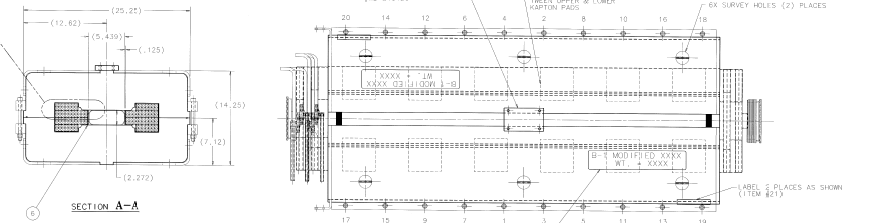 (25.25)
(12.62)
(5.439)
(.125)
(14.25)
(7.12)
(2.272)
6
SECTION A-A
TWEEN UPPER & LOWER
KAPTON PADS
6X SURVEY HOLES (2) PLACES
20 14 12 6 4 2 8 10 16 18
B-1 MODIFIED XXXX
WT. = XXXX
B-1 MODIFIED XXXX
WT. = XXXX
LABEL 2 PLACES AS SHOWN
(ITEM #21)
17 15 9 7 1 3 5 11 13 19